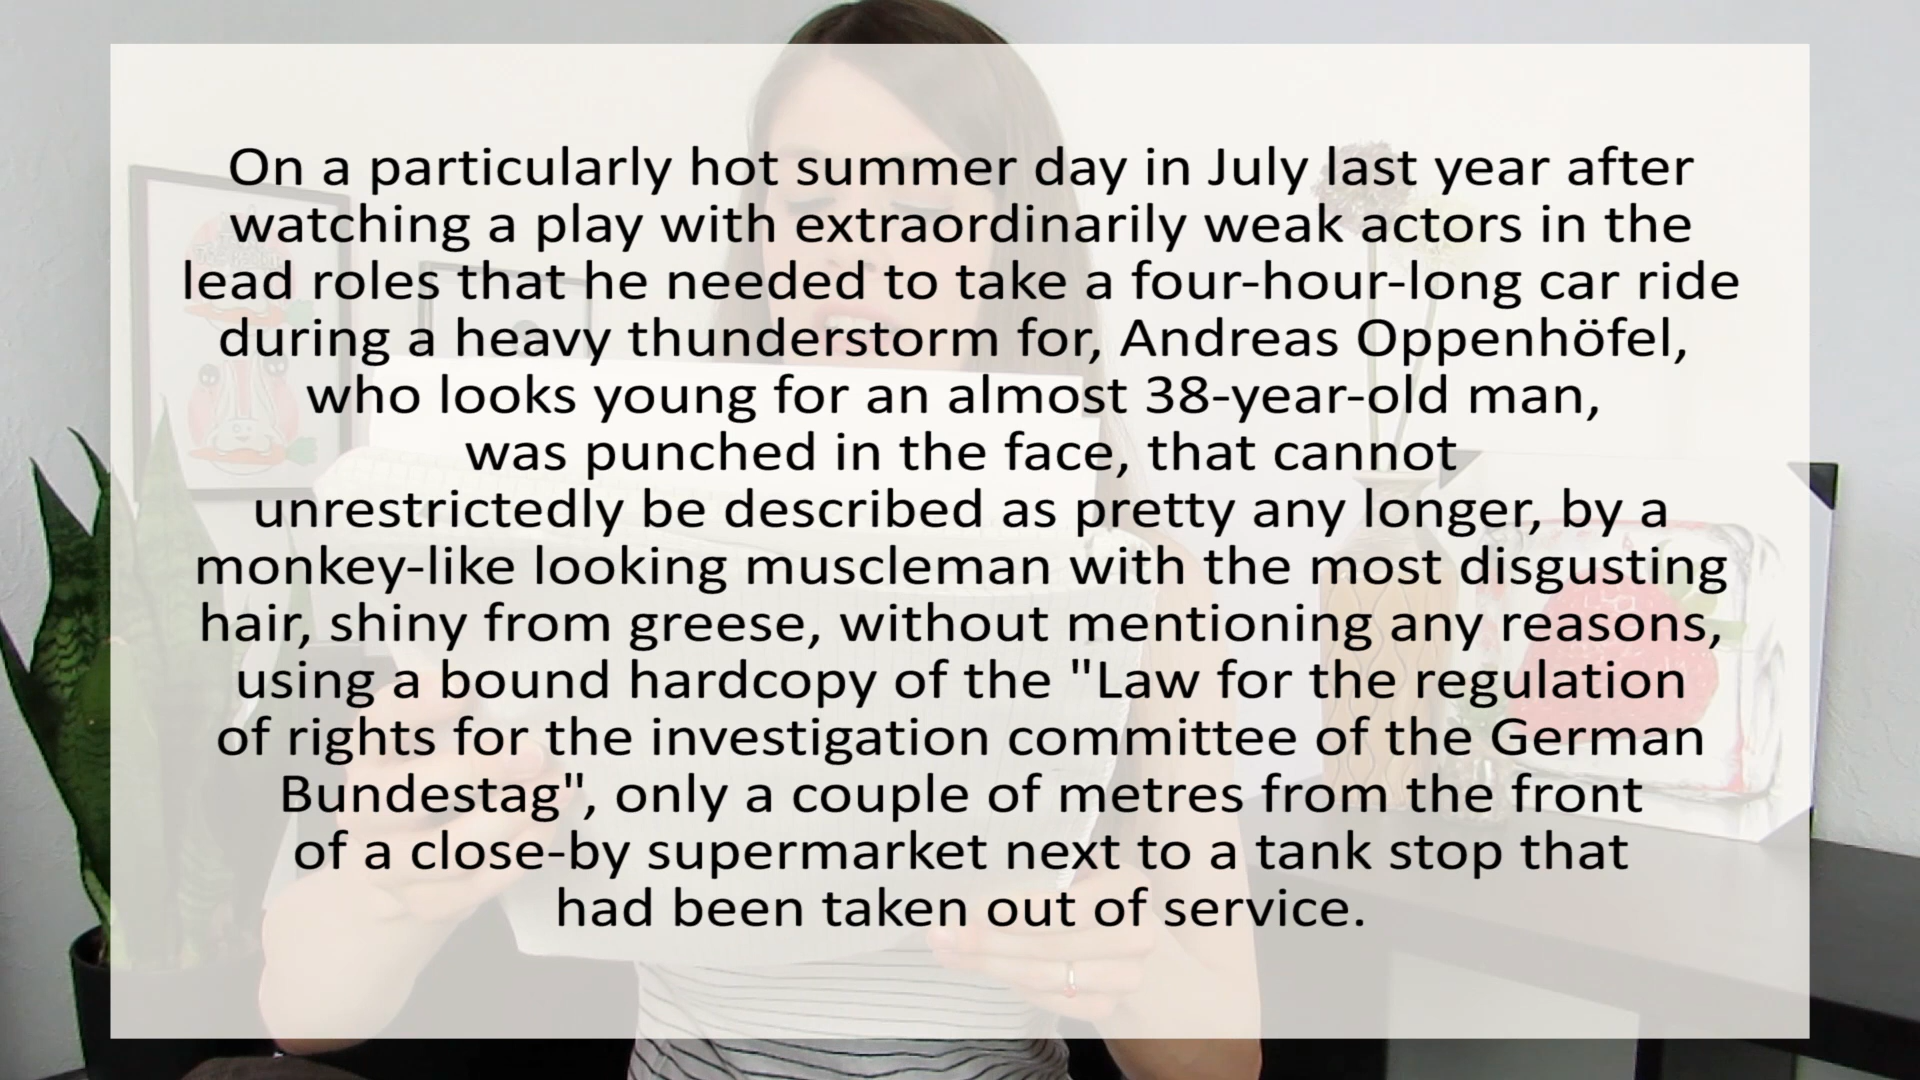 On a particularly hot summer day in July last year after
watching a play with extraordinarily weak actors in the
lead roles that he needed to take a four-hour-long car ride
during a heavy thunderstorm for, Andreas Oppenhöfel,
who looks young for an almost 38-year-old man,
was punched in the face, that cannot
unrestrictedly be described as pretty any longer, by a
monkey-like looking muscleman with the most disgusting
hair, shiny from greese, without mentioning any reasons,
using a bound hardcopy of the "Law for the regulation
of rights for the investigation committee of the German
Bundestag", only a couple of metres from the front
of a close-by supermarket next to a tank stop that
had been taken out of service.